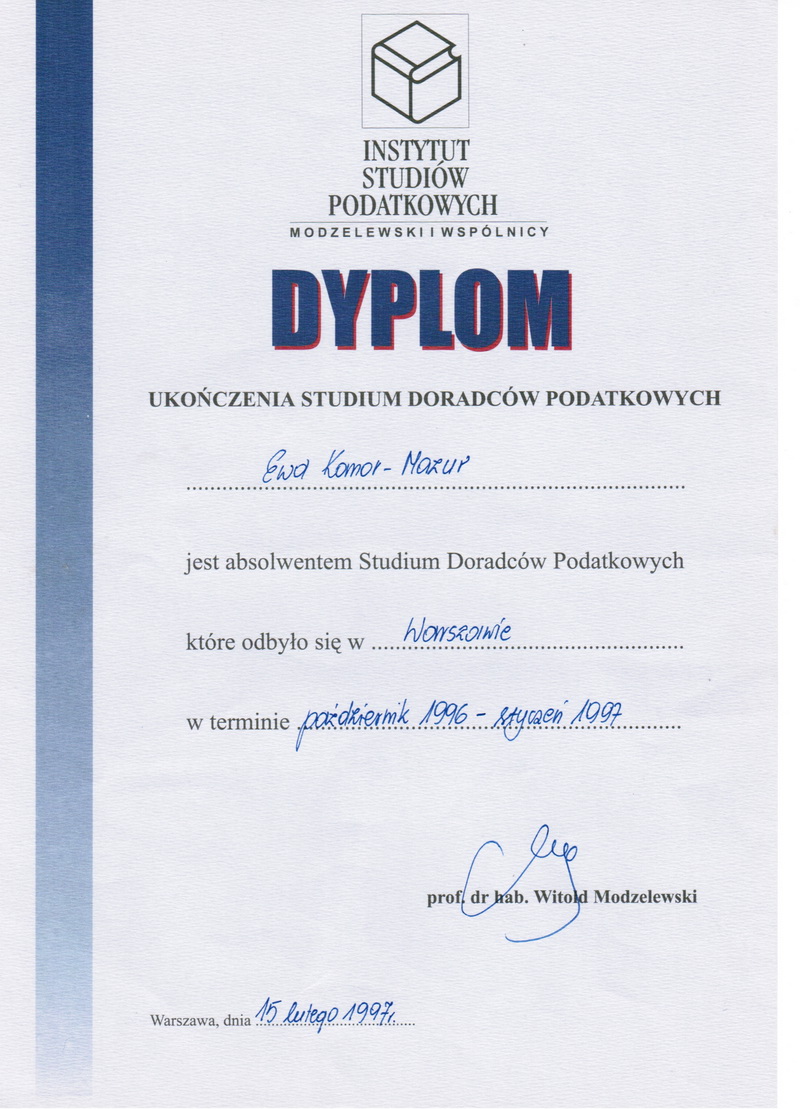 INSTYTUT
STUDIÓW
PODATKOWYCH
MODZELEWSKI I WSPÓLNICY
DYPLOM
UKOŃCZENIA STUDIUM DORADCÓW PODATKOWYCH
Ewa Komor-Mazur
jest absolwentem Studium Doradców Podatkowych
które odbyło się w Warszawie
w terminie październik 1996 - styczeń 1997
prof. dr hab. Witold Modzelewski
Warszawa, dnia 15 lutego 1997r.